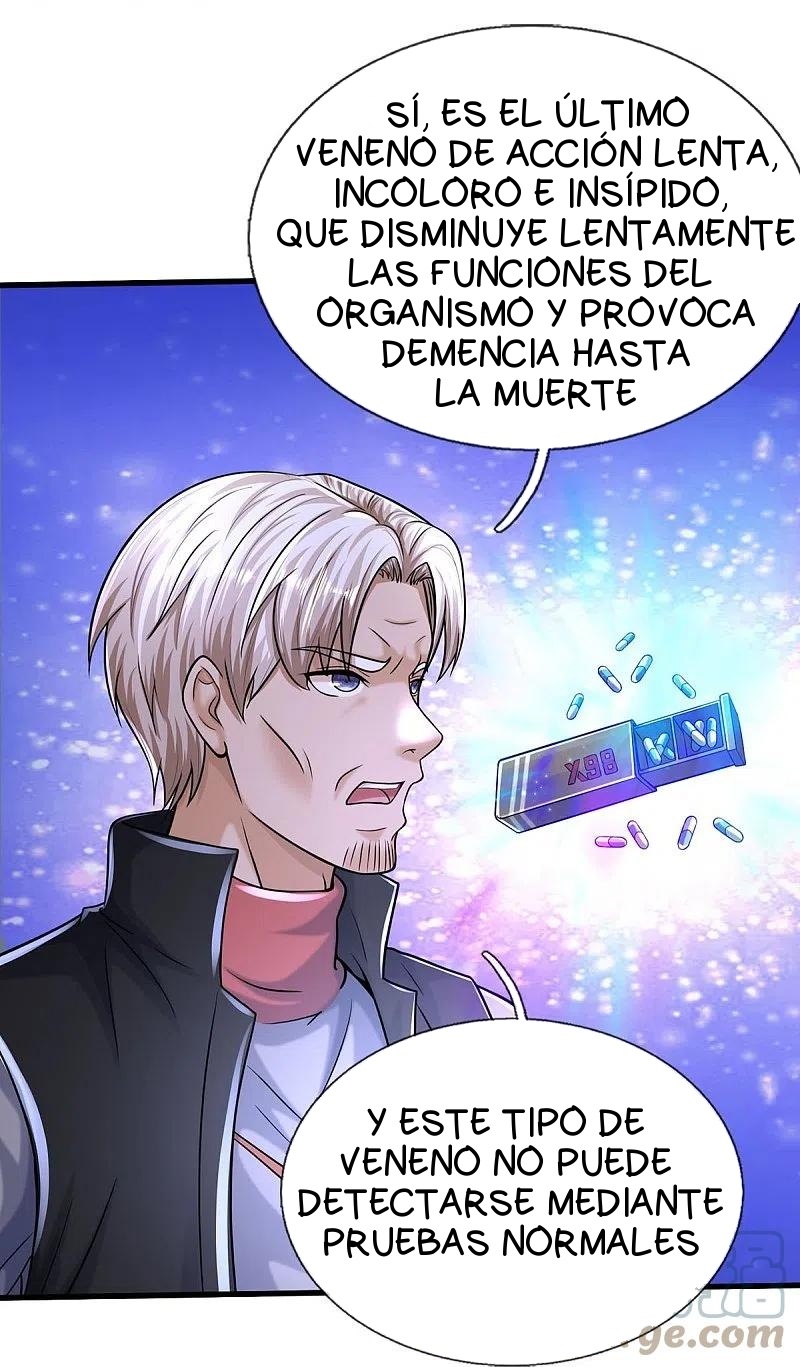 SÍ, ES EL ÚLTIMO
VENENO DE ACCIÓN LENTA,
INCOLORO E INSÍPIDO,
QUE DISMINUYE LENTAMENTE
LAS FUNCIONES DEL
ORGANISMO Y PROVOCA
DEMENCIA HASTA
LA MUERTE
X98
Y ESTE TIPO DE
VENENO NO PUEDE
DETECTARSE MEDIANTE
PRUEBAS NORMALES
ge.com